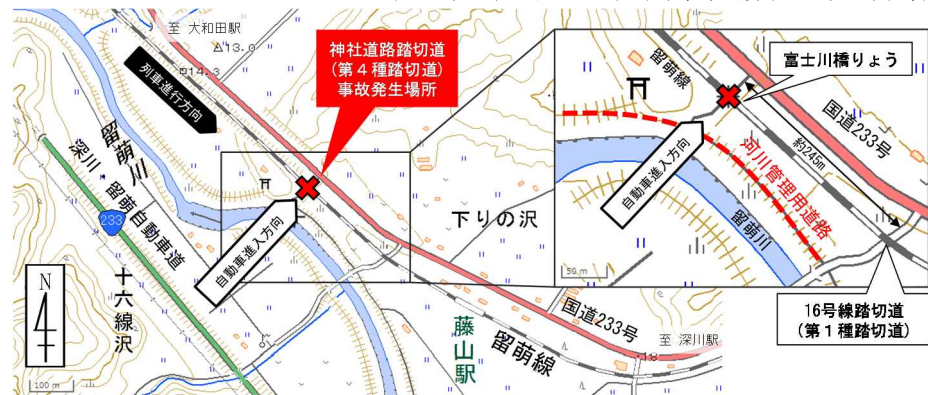 至 大和田駅
13.0
14.3
列車進行方向
神社道路踏切道
(第4種踏切道)
事故発生場所
留萌川
深川・留萌自動車道
233
自動車進入方向
下りの沢
十六線沢
N
国道233号
藤山駅
留萌線
至 深川駅
18
100 m
留萌線
富士川橋りょう
国道233号
約245m
自動車進入方向
河川管理用道路
留萌川
50 m
16号線踏切道
(第1種踏切道)